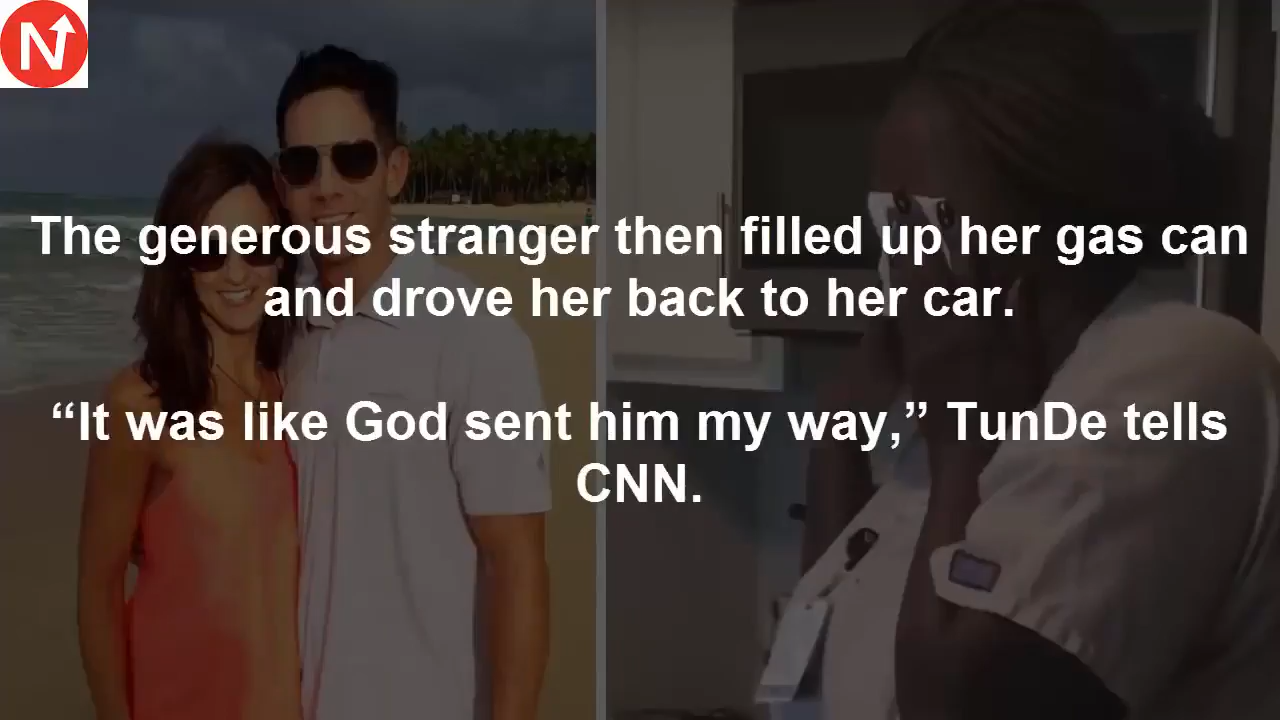 N
The generous stranger then filled up her gas can
and drove her back to her car.
“It was like God sent him my way,” TunDe tells
CNN.